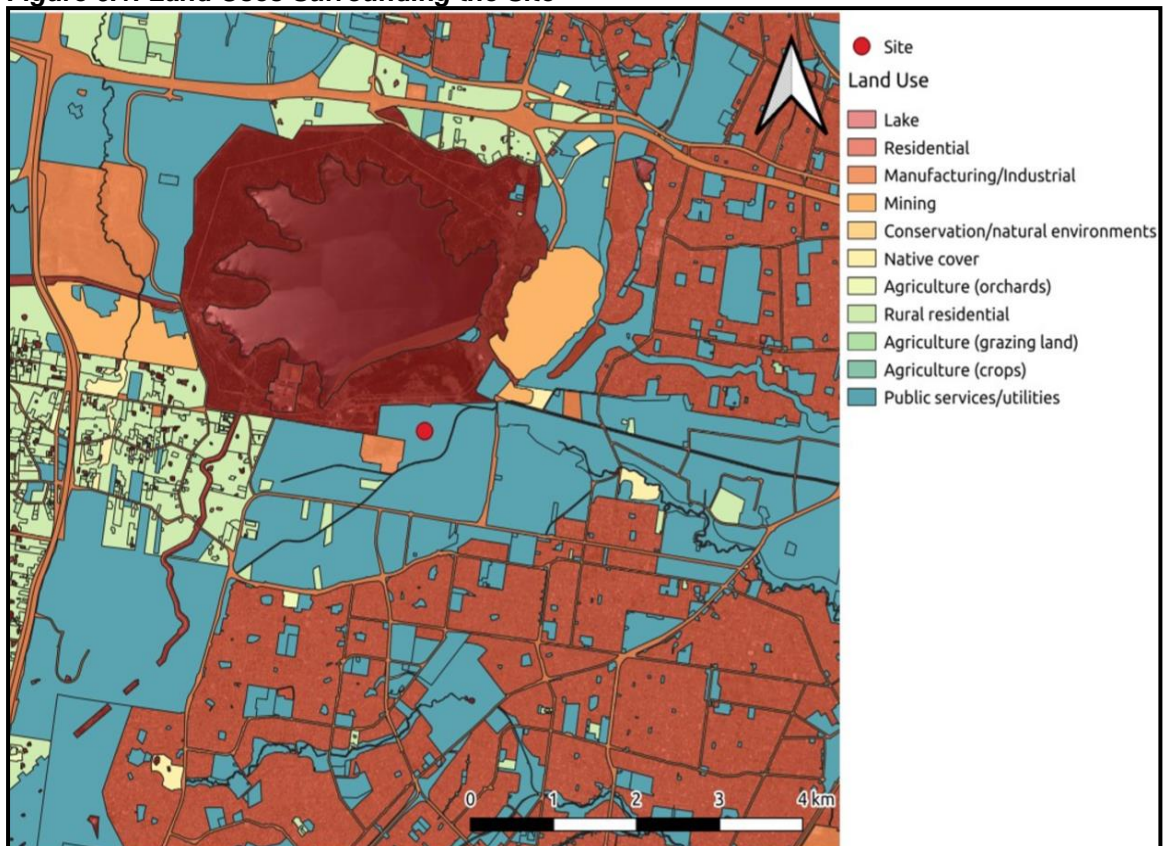 Site
Land Use
Lake
Residential
Manufacturing/Industrial
Mining
Conservation/natural environments
Native cover
Agriculture (orchards)
Rural residential
Agriculture (grazing land)
Agriculture (crops)
Public services/utilities
0 1 2 3 4 km